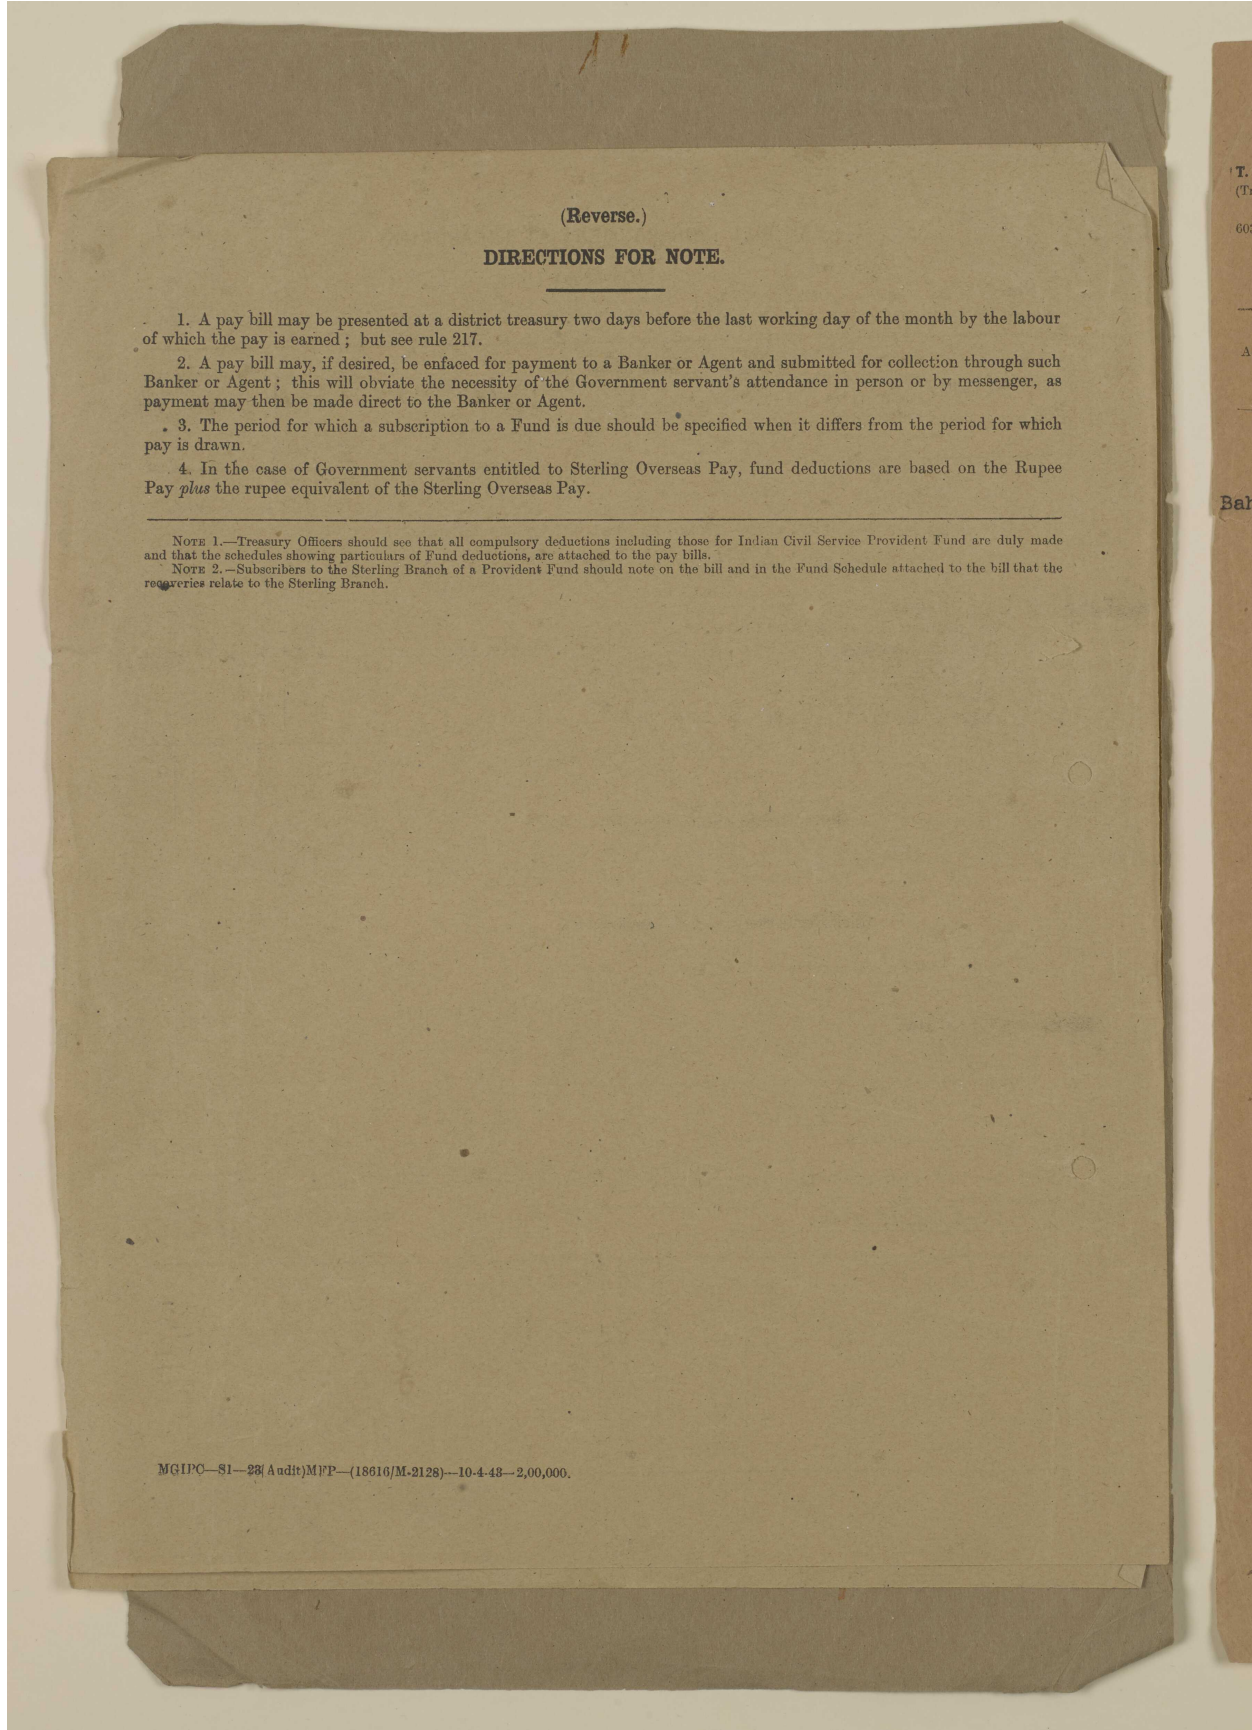 (Reverse.)
DIRECTIONS FOR NOTE.
1. A pay bill may be presented at a district treasury two days before the last working day of the month by the labour
of which the pay is earned ; but see rule 217.
2. A pay bill may, if desired, be enfaced for payment to a Banker or Agent and submitted for collection through such
Banker or Agent ; this will obviate the necessity of the Government servant's attendance in person or by messenger, as
payment may then be made direct to the Banker or Agent.
3. The period for which a subscription to a Fund is due should be specified when it differs from the period for which
pay is drawn.
4. In the case of Government servants entitled to Sterling Overseas Pay, fund deductions are based on the Rupee
Pay plus the rupee equivalent of the Sterling Overseas Pay.
NOTE 1.—Treasury Officers should see that all compulsory deductions including those for Indian Civil Service Provident Fund are duly made
and that the schedules showing particulars of Fund deductions, are attached to the pay bills.
NOTE 2.—Subscribers to the Sterling Branch of a Provident Fund should note on the bill and in the Fund Schedule attached to the bill that the
recoveries relate to the Sterling Branch.
MGIPC—S1—23(Audit)MFP—(18616/M-2128)—10-4-43—2,00,000.
T.
Bah